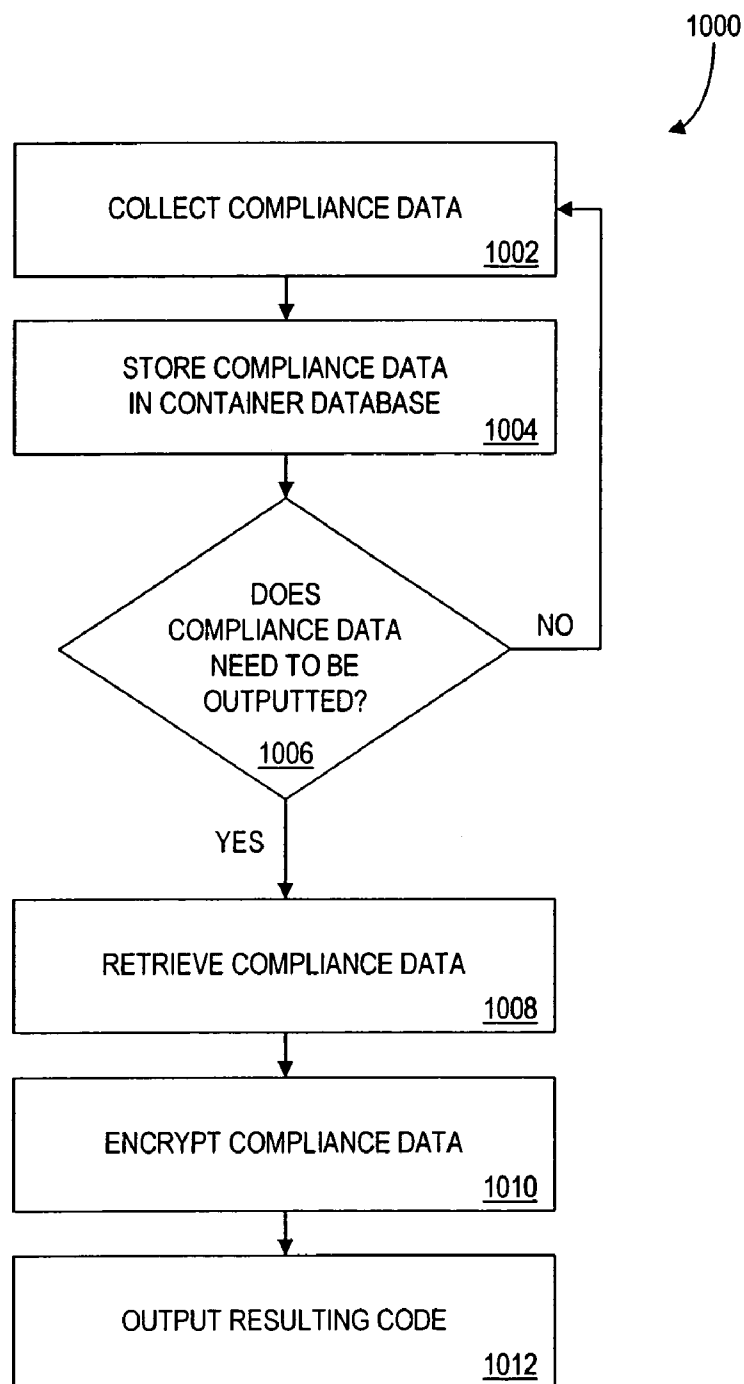 1000
COLLECT COMPLIANCE DATA
1002
STORE COMPLIANCE DATA
IN CONTAINER DATABASE
1004
DOES
COMPLIANCE DATA
NEED TO BE
OUTPUTTED?
1006
NO
YES
RETRIEVE COMPLIANCE DATA
1008
ENCRYPT COMPLIANCE DATA
1010
OUTPUT RESULTING CODE
1012